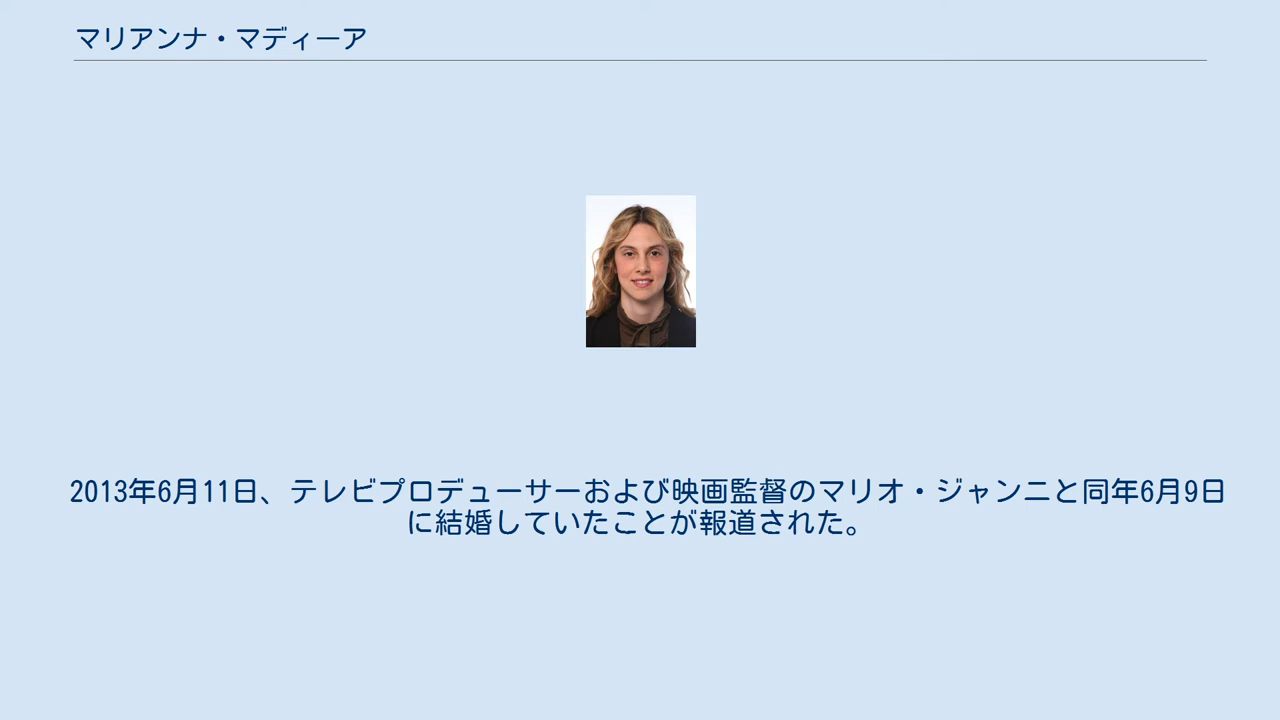 マリアンナ・マディーア
2013年6月11日、テレビプロデューサーおよび映画監督のマリオ・ジャンニと同年6月9日
に結婚していたことが報道された。